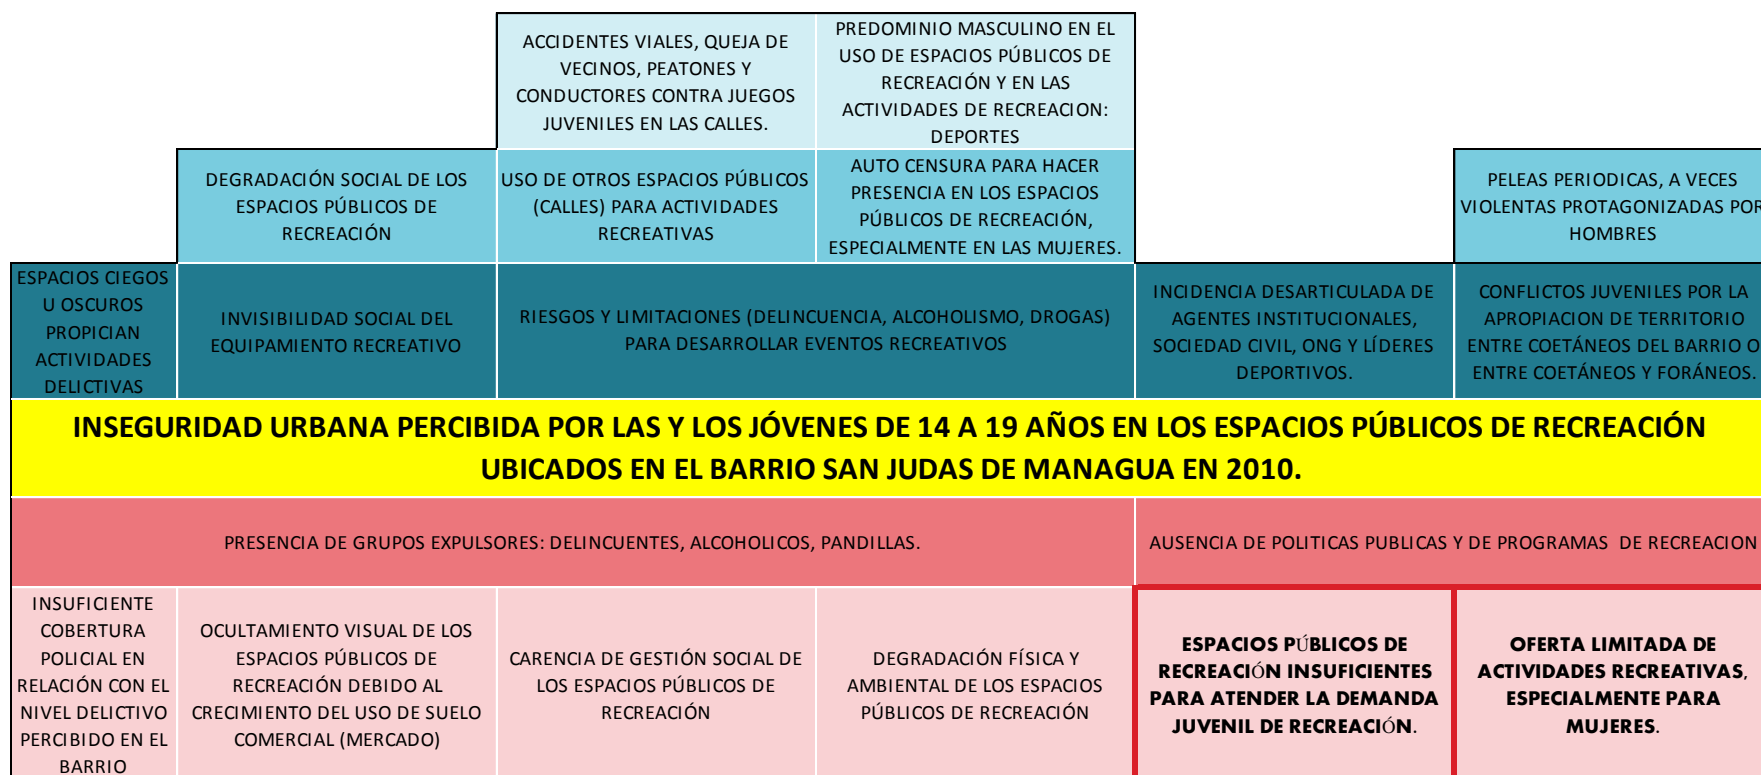 ACCIDENTES VIALES, QUEJA DE
VECINOS, PEATONES Y
CONDUCTORES CONTRA JUEGOS
JUVENILES EN LAS CALLES.
PREDOMINIO MASCULINO EN EL
USO DE ESPACIOS PÚBLICOS DE
RECREACIÓN Y EN LAS
ACTIVIDADES DE RECREACION:
DEPORTES
DEGRADACIÓN SOCIAL DE LOS
ESPACIOS PÚBLICOS DE
RECREACIÓN
USO DE OTROS ESPACIOS PÚBLICOS
(CALLES) PARA ACTIVIDADES
RECREATIVAS
AUTO CENSURA PARA HACER
PRESENCIA EN LOS ESPACIOS
PÚBLICOS DE RECREACIÓN,
ESPECIALMENTE EN LAS MUJERES.
PELEAS PERIODICAS, A VECES
VIOLENTAS PROTAGONIZADAS POR
HOMBRES
ESPACIOS CIEGOS
U OSCUROS
PROPICIAN
ACTIVIDADES
DELICTIVAS
INVISIBILIDAD SOCIAL DEL
EQUIPAMIENTO RECREATIVO
RIESGOS Y LIMITACIONES (DELINCUENCIA, ALCOHOLISMO, DROGAS)
PARA DESARROLLAR EVENTOS RECREATIVOS
INCIDENCIA DESARTICULADA DE
AGENTES INSTITUCIONALES,
SOCIEDAD CIVIL, ONG Y LÍDERES
DEPORTIVOS.
CONFLICTOS JUVENILES POR LA
APROPIACION DE TERRITORIO
ENTRE COETÁNEOS DEL BARRIO O
ENTRE COETÁNEOS Y FORÁNEOS.
INSEGURIDAD URBANA PERCIBIDA POR LAS Y LOS JÓVENES DE 14 A 19 AÑOS EN LOS ESPACIOS PÚBLICOS DE RECREACIÓN
UBICADOS EN EL BARRIO SAN JUDAS DE MANAGUA EN 2010.
PRESENCIA DE GRUPOS EXPULSORES: DELINCUENTES, ALCOHOLICOS, PANDILLAS.
AUSENCIA DE POLITICAS PUBLICAS Y DE PROGRAMAS DE RECREACION
INSUFICIENTE
COBERTURA
POLICIAL EN
RELACIÓN CON EL
NIVEL DELICTIVO
PERCIBIDO EN EL
BARRIO
OCULTAMIENTO VISUAL DE LOS
ESPACIOS PÚBLICOS DE
RECREACIÓN DEBIDO AL
CRECIMIENTO DEL USO DE SUELO
COMERCIAL (MERCADO)
CARENCIA DE GESTIÓN SOCIAL DE
LOS ESPACIOS PÚBLICOS DE
RECREACIÓN
DEGRADACIÓN FÍSICA Y
AMBIENTAL DE LOS ESPACIOS
PÚBLICOS DE RECREACIÓN
ESPACIOS PÚBLICOS DE
RECREACIÓN INSUFICIENTES
PARA ATENDER LA DEMANDA
JUVENIL DE RECREACIÓN.
OFERTA LIMITADA DE
ACTIVIDADES RECREATIVAS,
ESPECIALMENTE PARA
MUJERES.